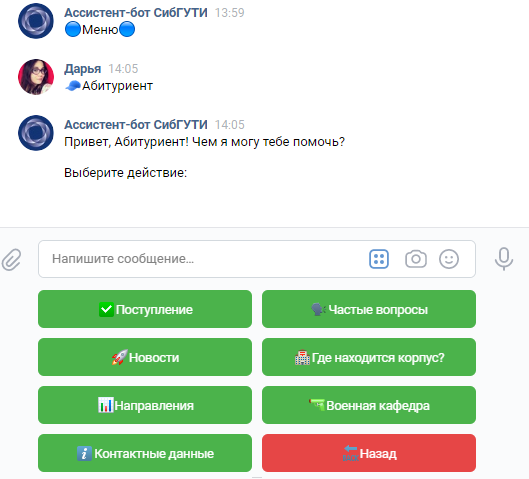 Ассистент-бот СибГУТИ 13:59
🔵Меню🔵
Дарья 14:05
🧢Абитуриент
Ассистент-бот СибГУТИ 14:05
Привет, Абитуриент! Чем я могу тебе помочь?
Выберите действие:
Напишите сообщение...
✅Поступление
🗣Частые вопросы
🚀Новости
🏨Где находится корпус?
📊Направления
🔫Военная кафедра
ℹ️Контактные данные
🔙Назад